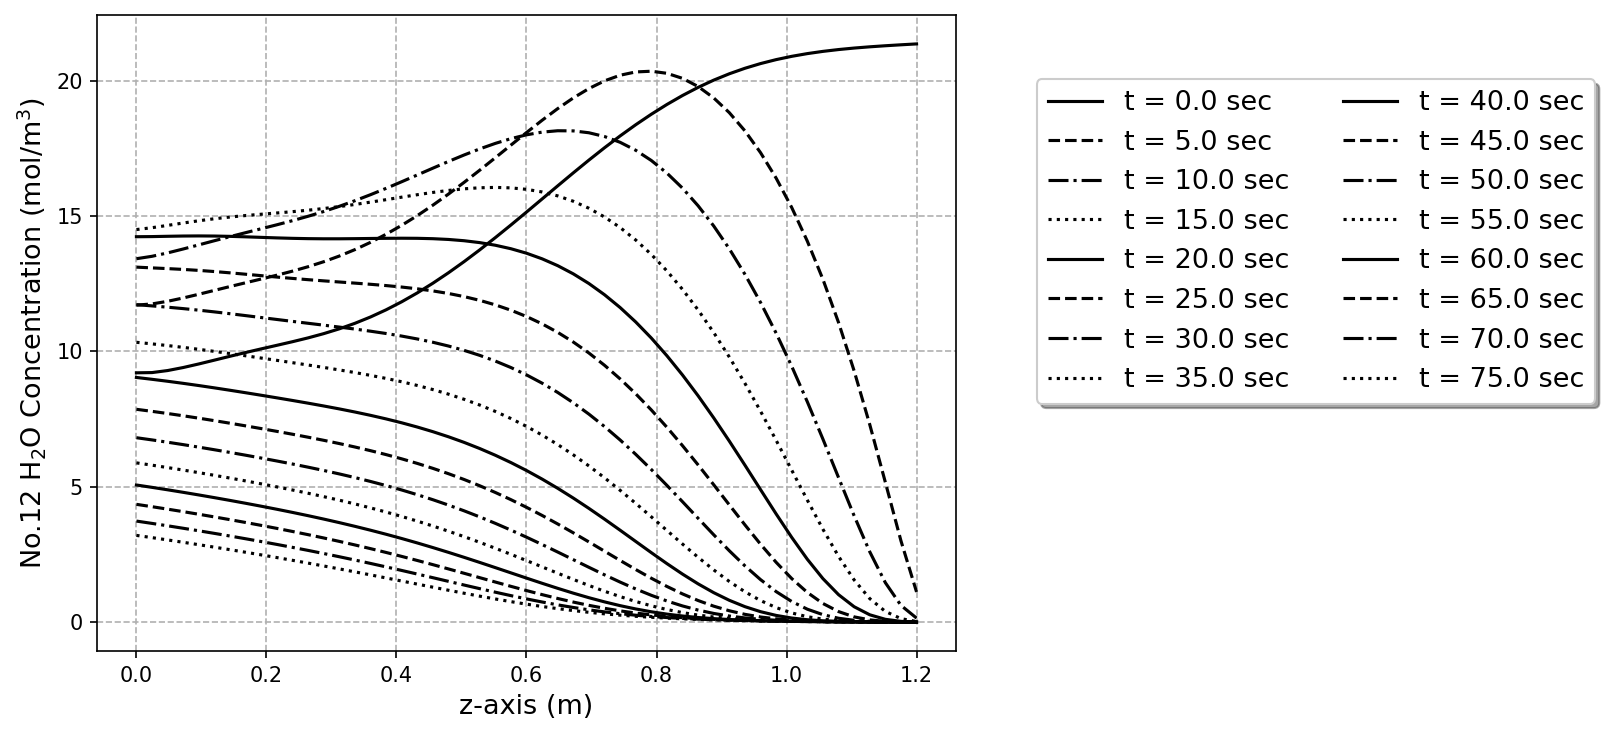 No.12 H₂O Concentration (mol/m³)
20
15
10
5
0
0.0 0.2 0.4 0.6 0.8 1.0 1.2
z-axis (m)
t = 0.0 sec
t = 5.0 sec
t = 10.0 sec
t = 15.0 sec
t = 20.0 sec
t = 25.0 sec
t = 30.0 sec
t = 35.0 sec
t = 40.0 sec
t = 45.0 sec
t = 50.0 sec
t = 55.0 sec
t = 60.0 sec
t = 65.0 sec
t = 70.0 sec
t = 75.0 sec